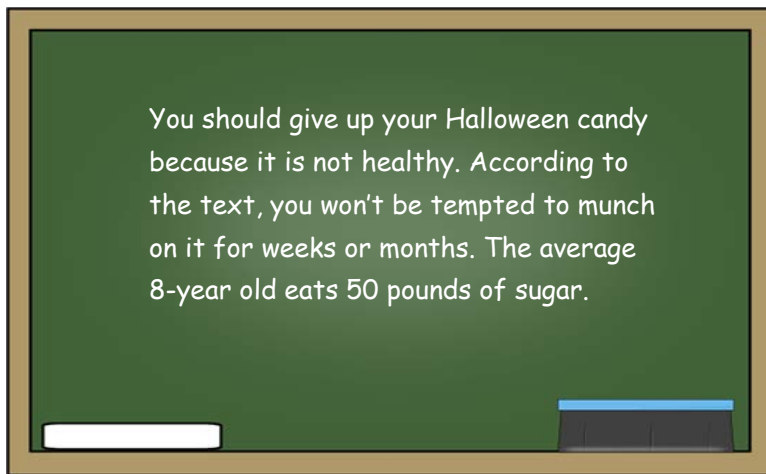 You should give up your Halloween candy
because it is not healthy. According to
the text, you won't be tempted to munch
on it for weeks or months. The average
8-year old eats 50 pounds of sugar.